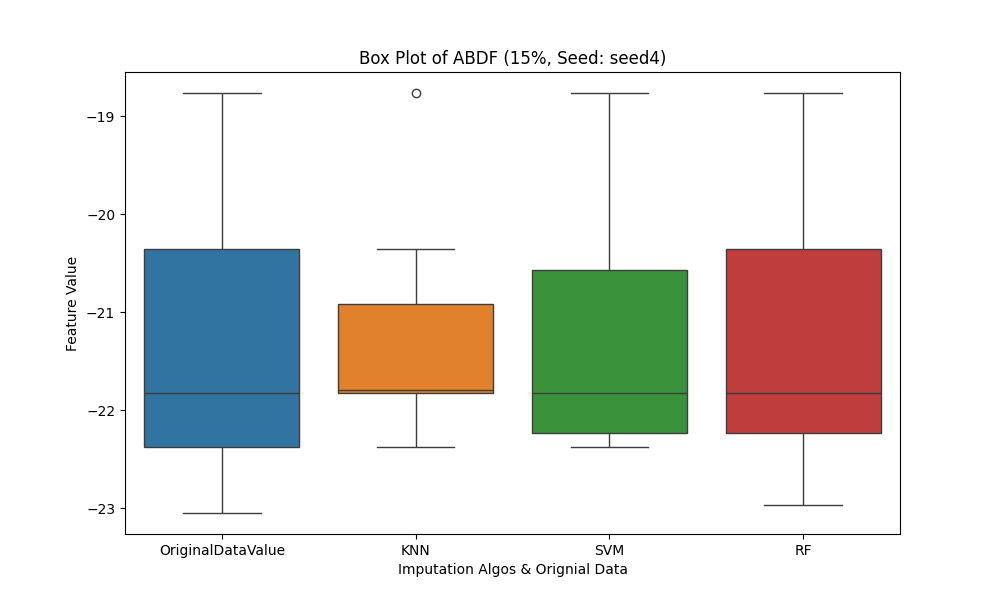 Box Plot of ABDF (15%, Seed: seed4)
−19
−20
−21
−22
−23
Feature Value
OriginalDataValue
KNN
SVM
RF
Imputation Algos & Orignial Data